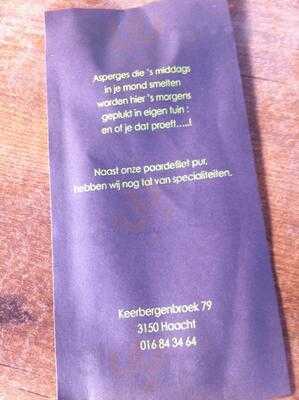 Asperges die 's middags
in je mond smelten
worden hier 's morgens
geplukt in eigen tuin :
en of je dat proeft.....!
Naast onze paardefilet pur,
hebben wij nog tal van specialiteiten.
Keerbergenbroek 79
3150 Haacht
016 84 34 64